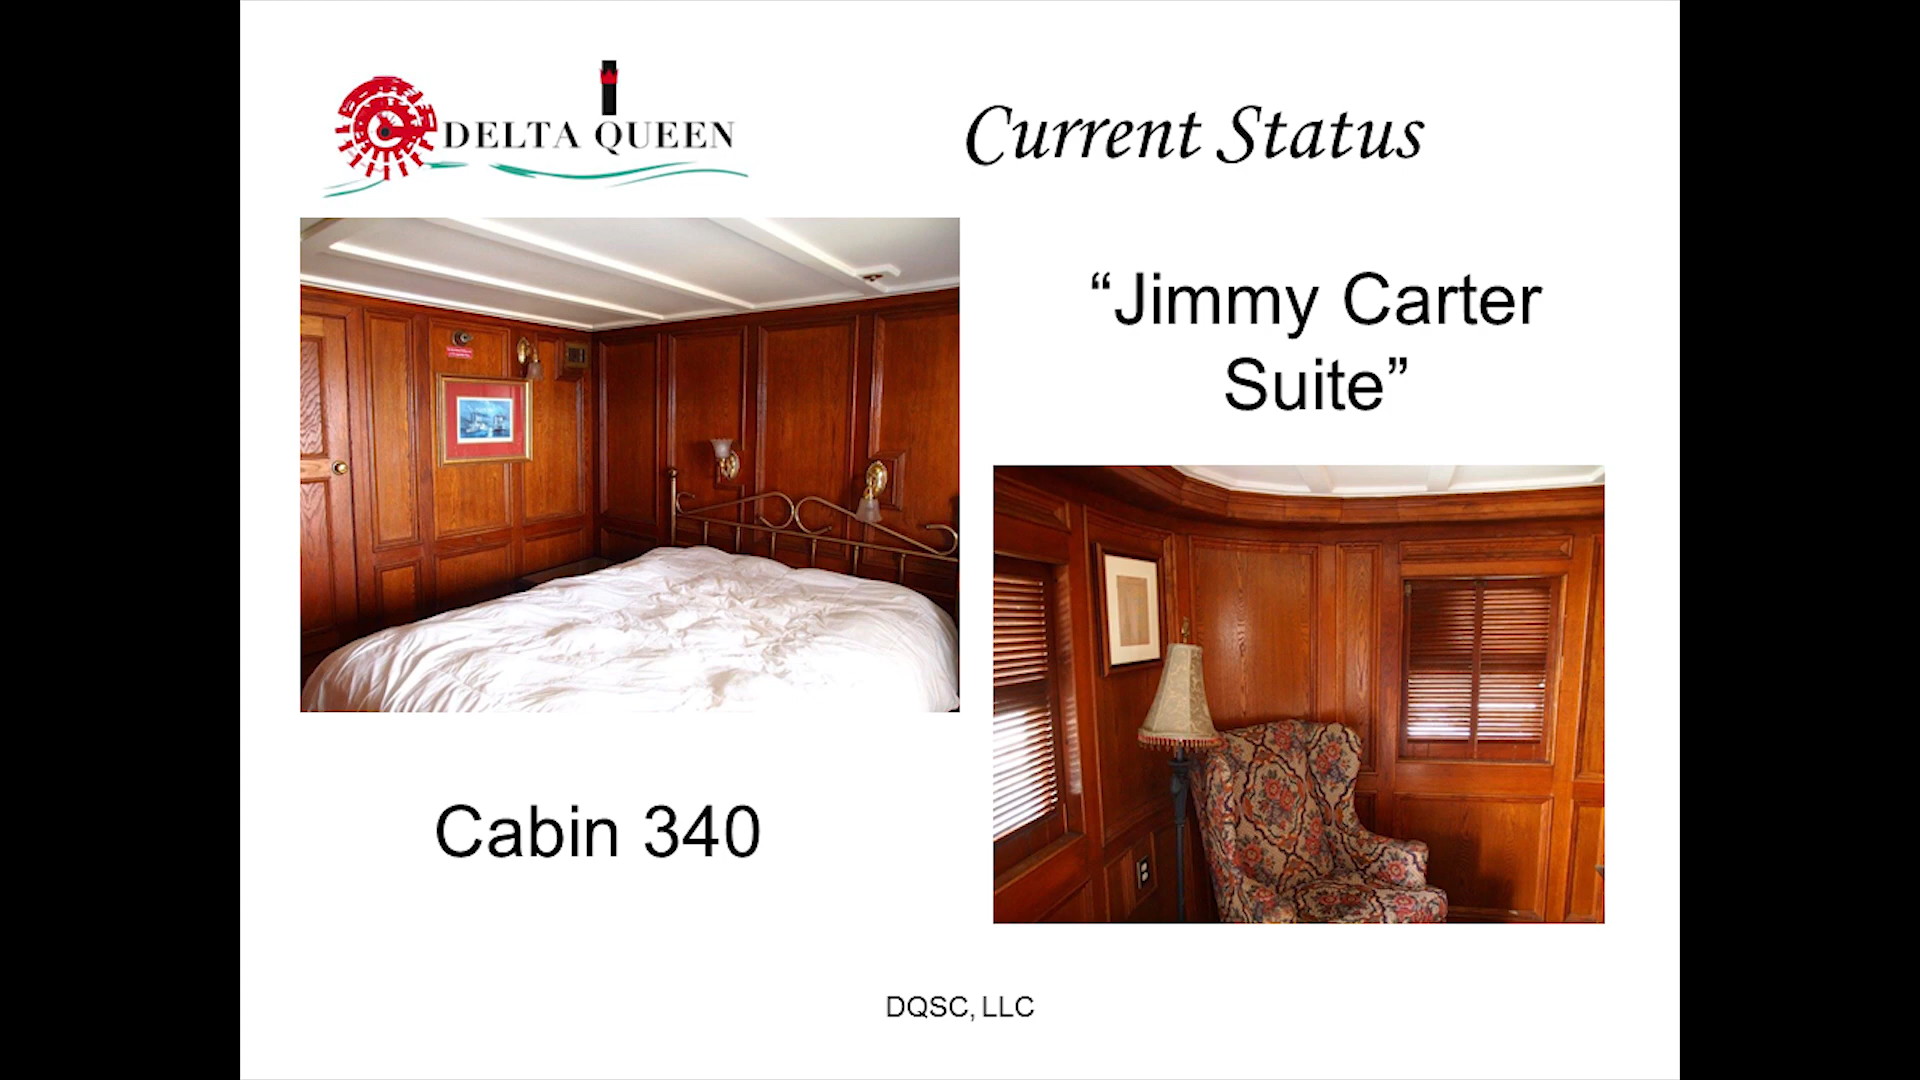 DELTA QUEEN
Current Status
“Jimmy Carter
Suite”
Cabin 340
DQSC, LLC